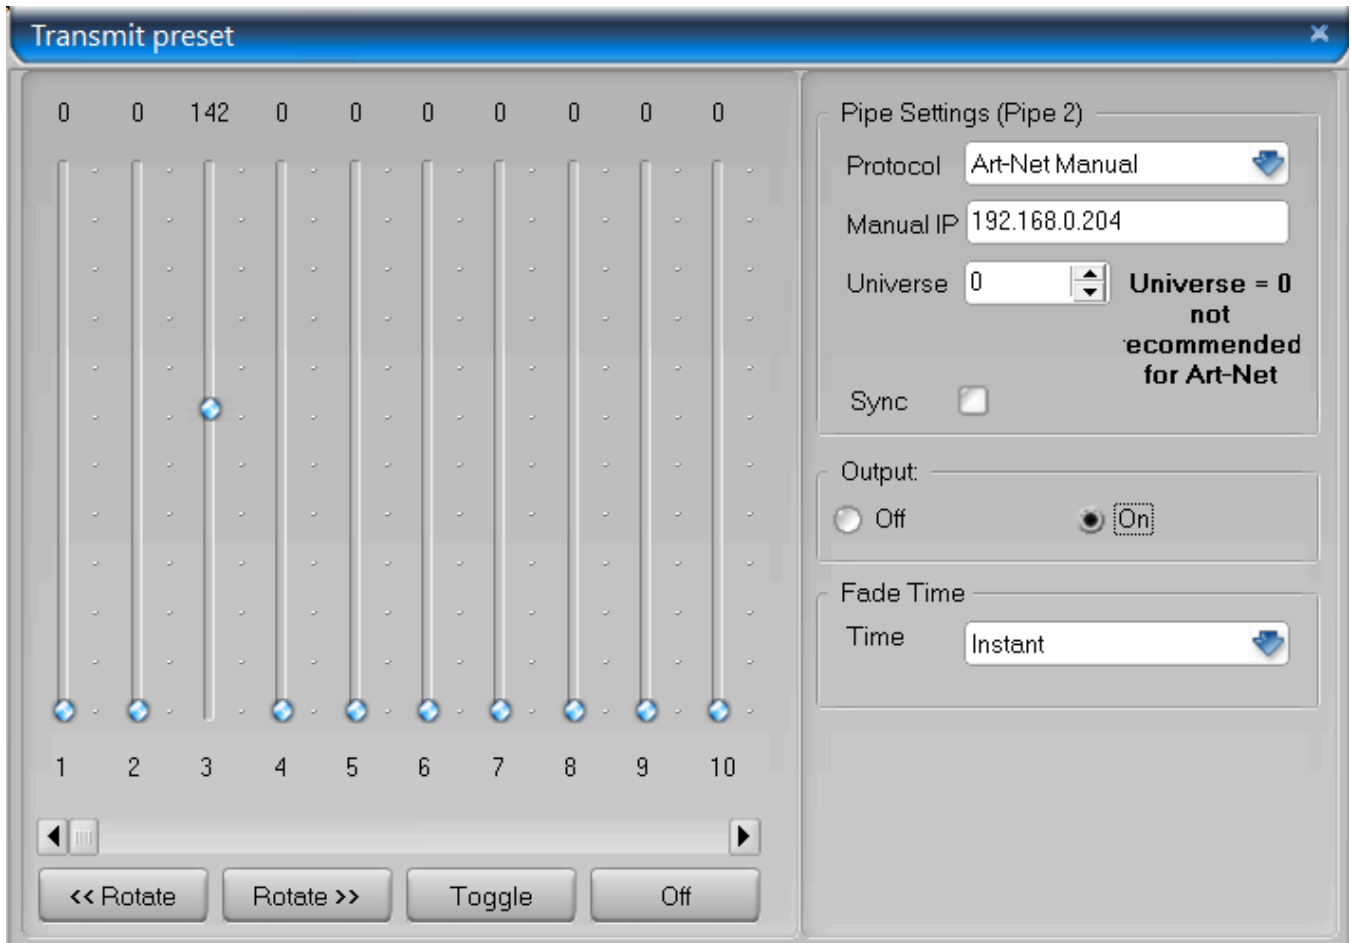 Transmit preset
0 0 142 0 0 0 0 0 0 0
1 2 3 4 5 6 7 8 9 10
<< Rotate Rotate >> Toggle Off
Pipe Settings (Pipe 2)
Protocol Art-Net Manual
Manual IP 192.168.0.204
Universe 0 Universe = 0
not
ecommended
for Art-Net
Sync
Output:
Off On
Fade Time
Time Instant